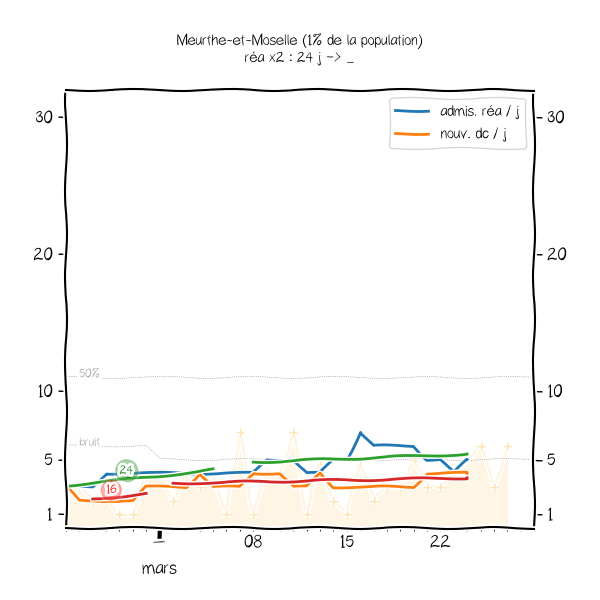 Meurthe-et-Moselle (1% de la population)
réa x2 : 24 j -> _
admis. réa / j
nouv. dc / j
30
30
20
20
50%
10
10
bruit
5
5
24
16
1
1
1
08
15
22
mars